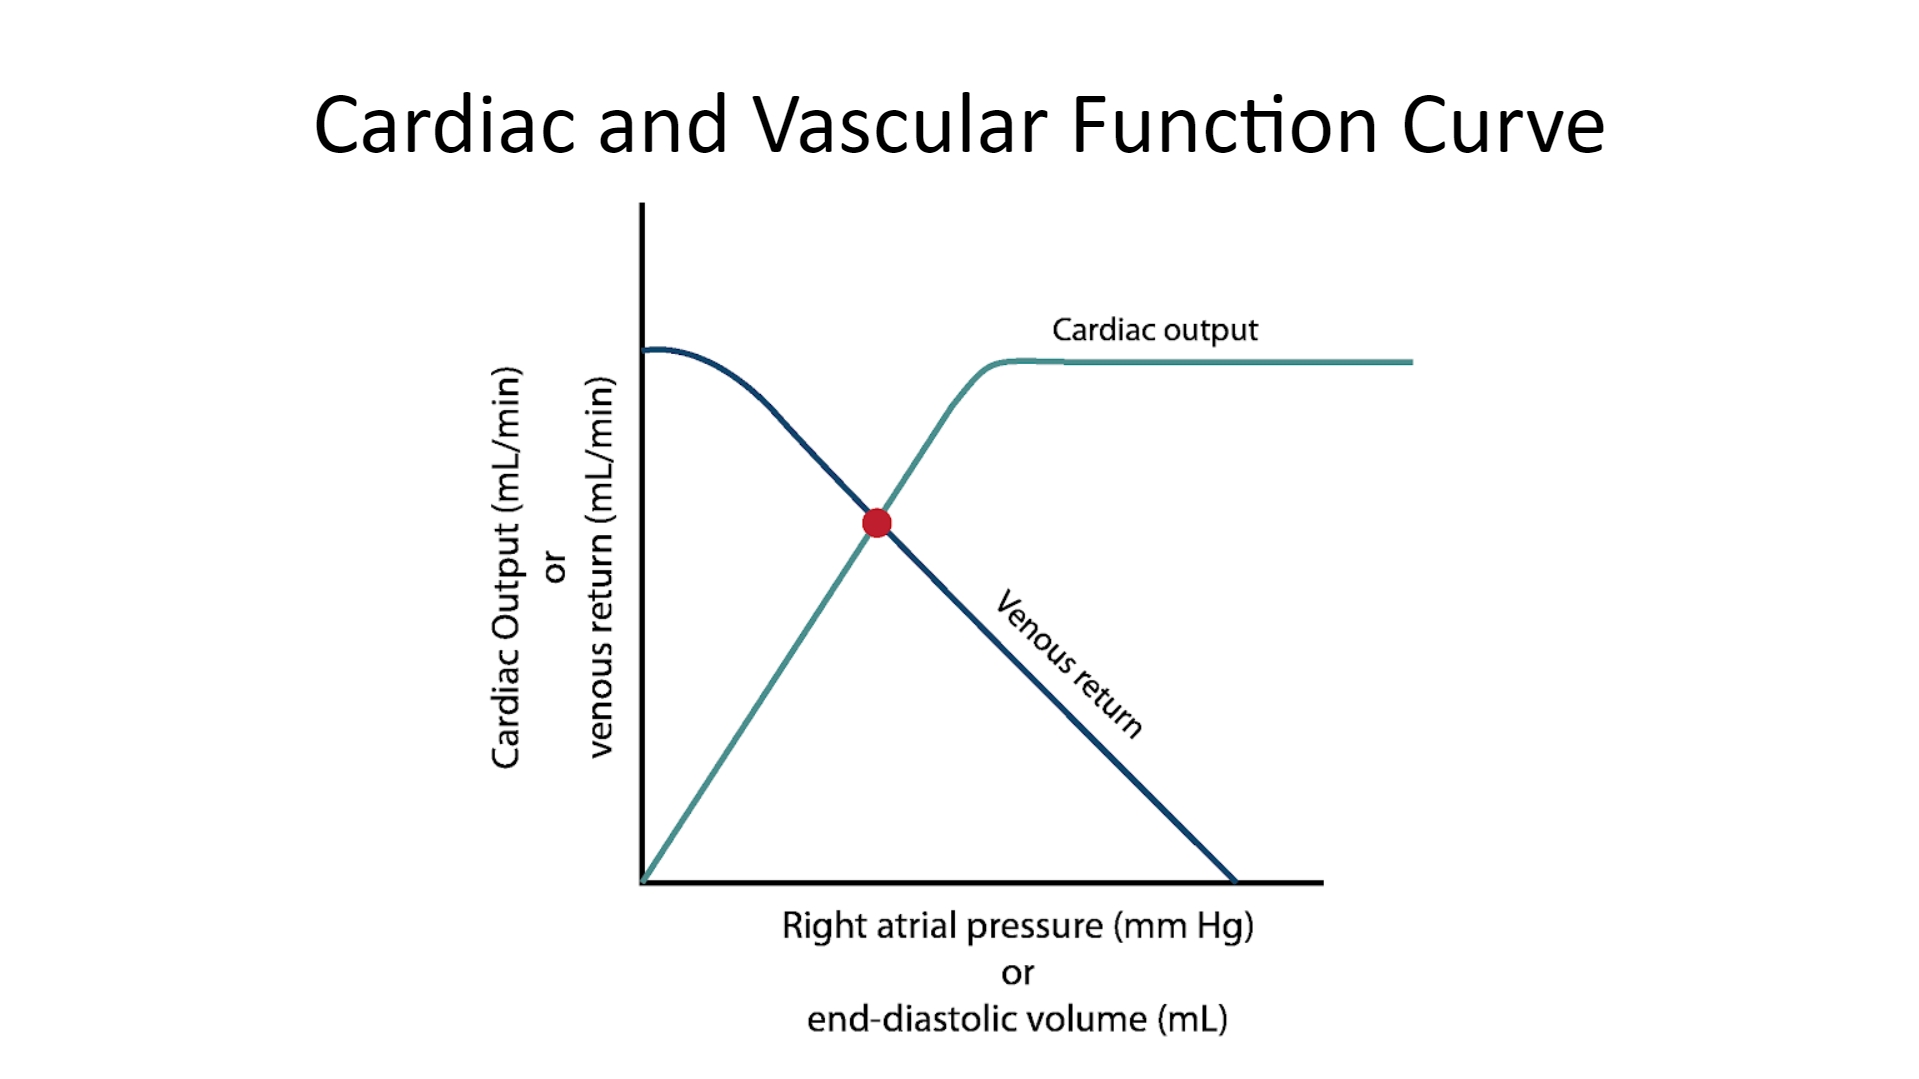 Cardiac and Vascular Function Curve
Cardiac Output (mL/min)
or
venous return (mL/min)
Cardiac output
Venous return
Right atrial pressure (mm Hg)
or
end-diastolic volume (mL)